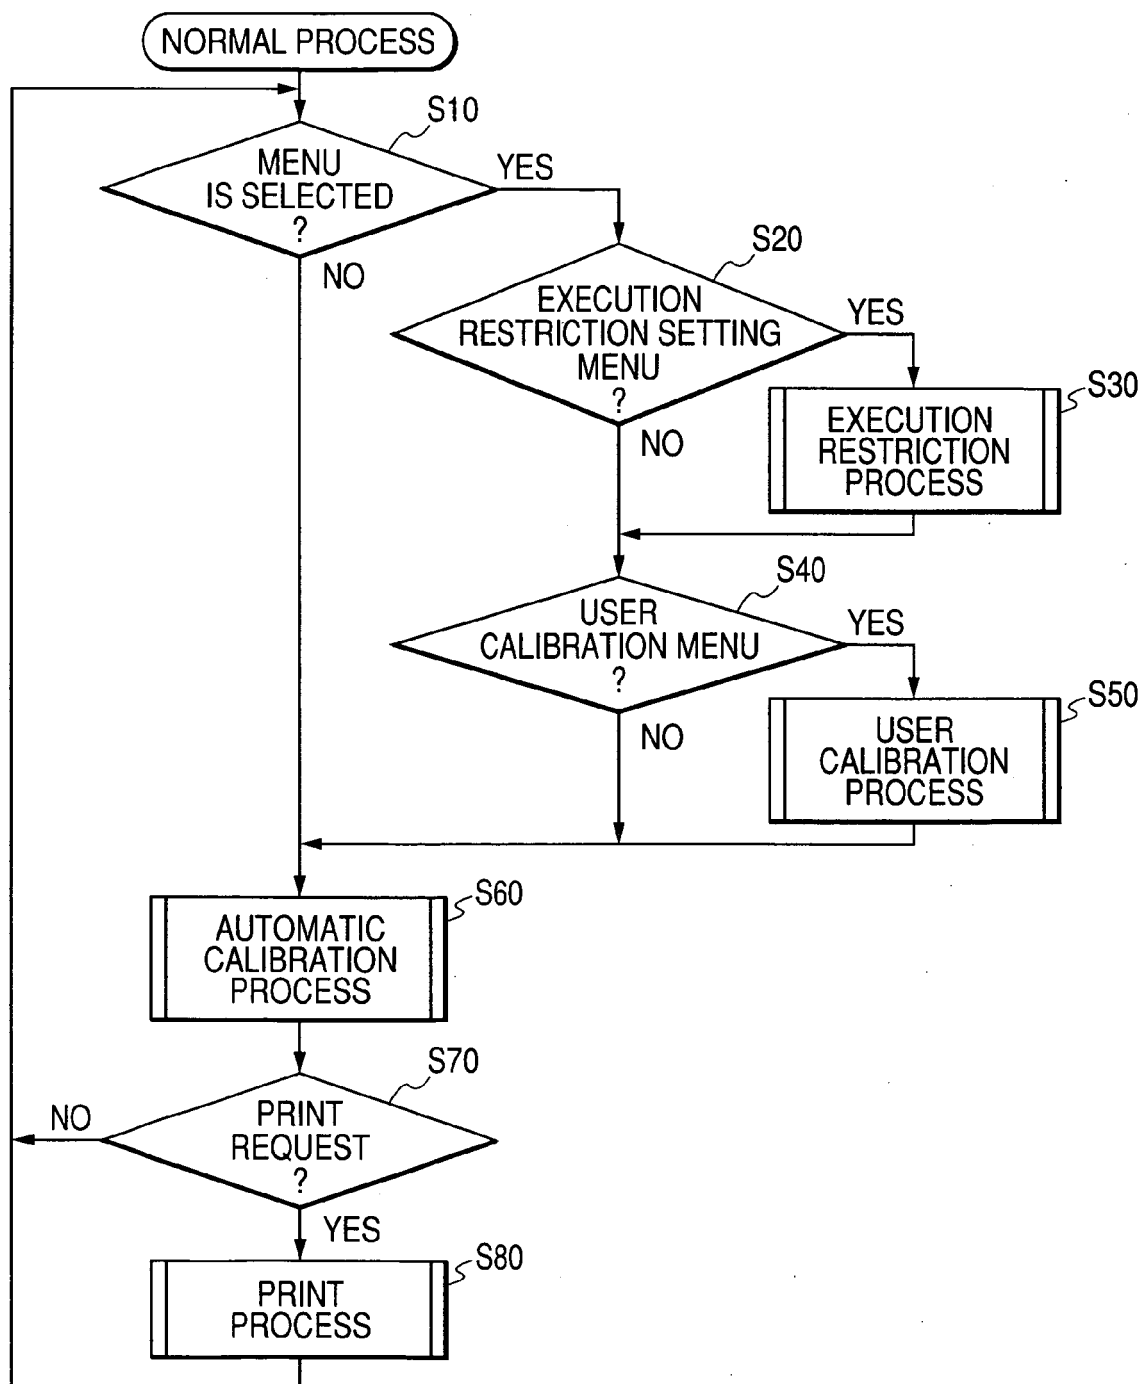 NORMAL PROCESS
S10
MENU
IS SELECTED
?
YES
NO
S20
EXECUTION
RESTRICTION SETTING
MENU
?
YES
NO
S30
EXECUTION
RESTRICTION
PROCESS
S40
USER
CALIBRATION MENU
?
YES
NO
S50
USER
CALIBRATION
PROCESS
S60
AUTOMATIC
CALIBRATION
PROCESS
S70
PRINT
REQUEST
?
NO
YES
S80
PRINT
PROCESS